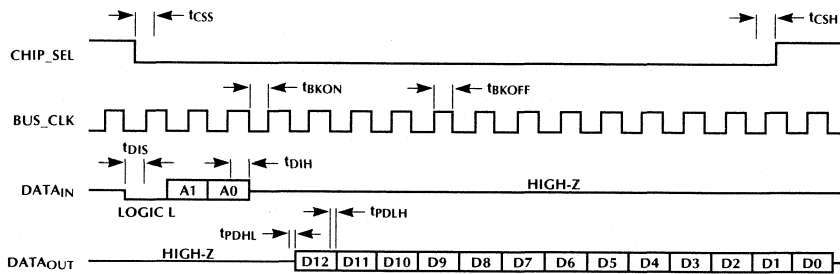 tCSS
tCSH
CHIP_SEL
tBKON
tBKOFF
BUS_CLK
tDIS
tDIH
DATAIN
A1 A0
HIGH-Z
LOGIC L
tPDLH
tPDHL
HIGH-Z
DATAOUT
D12 D11 D10 D9 D8 D7 D6 D5 D4 D3 D2 D1 D0